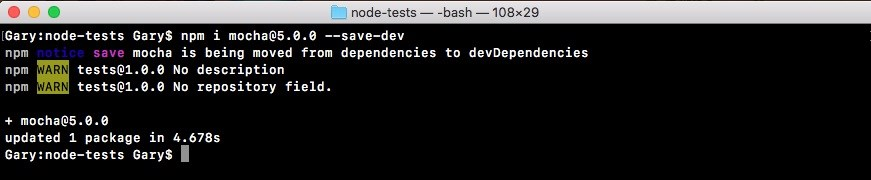 node-tests — -bash — 108×29
[Gary:node-tests Gary$ npm i mocha@5.0.0 --save-dev
npm notice save mocha is being moved from dependencies to devDependencies
npm WARN tests@1.0.0 No description
npm WARN tests@1.0.0 No repository field.
+ mocha@5.0.0
updated 1 package in 4.678s
Gary:node-tests Gary$